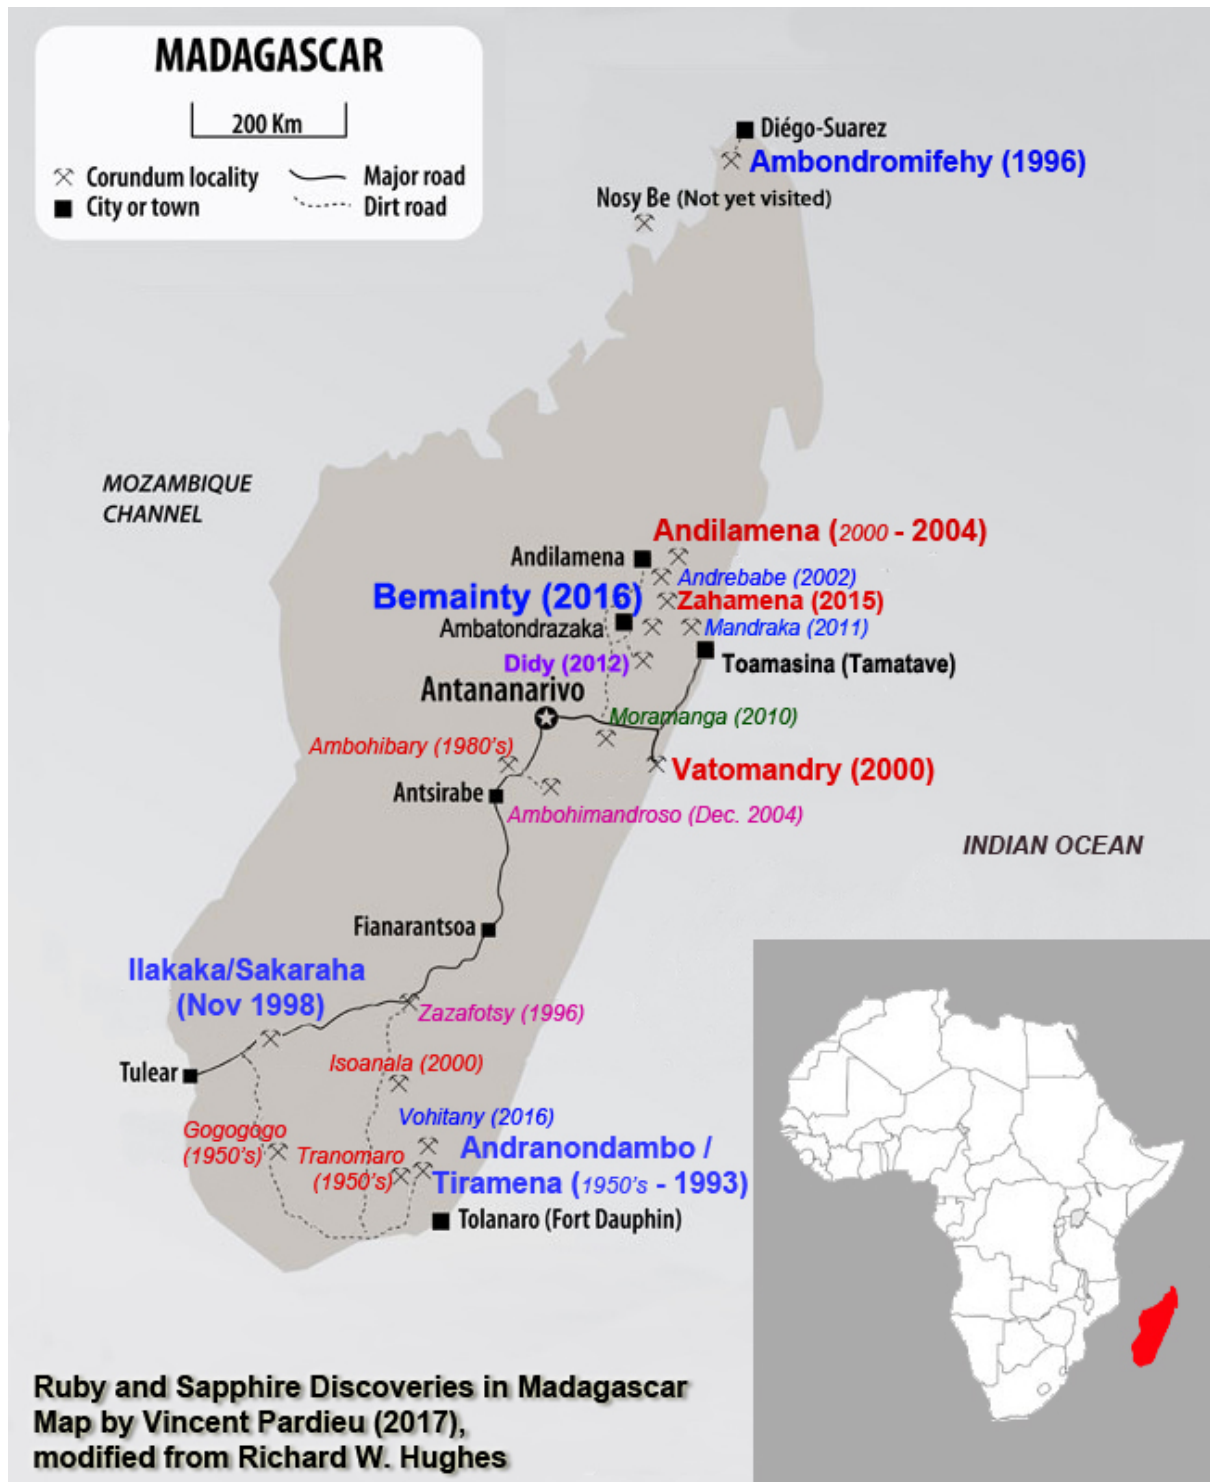 MADAGASCAR
200 Km
Corundum locality
Major road
City or town
Dirt road
Diégo-Suarez
Ambondromifehy (1996)
Nosy Be (Not yet visited)
MOZAMBIQUE
CHANNEL
Andilamena (2000 - 2004)
Andilamena
Andrebabe (2002)
Bemainty (2016)
Zahamena (2015)
Ambatondrazaka
Mandraka (2011)
Didy (2012)
Toamasina (Tamatave)
Antananarivo
Moramanga (2010)
Ambohibary (1980's)
Vatomandry (2000)
Antsirabe
Ambohimandroso (Dec. 2004)
INDIAN OCEAN
Fianarantsoa
Ilakaka/Sakaraha
(Nov 1998)
Zazafotsy (1996)
Isoanala (2000)
Tulear
Vohitany (2016)
Gogogogo
(1950's)
Tranomaro
(1950's)
Andranondambo /
Tiramena (1950's - 1993)
Tolanaro (Fort Dauphin)
Ruby and Sapphire Discoveries in Madagascar
Map by Vincent Pardieu (2017),
modified from Richard W. Hughes